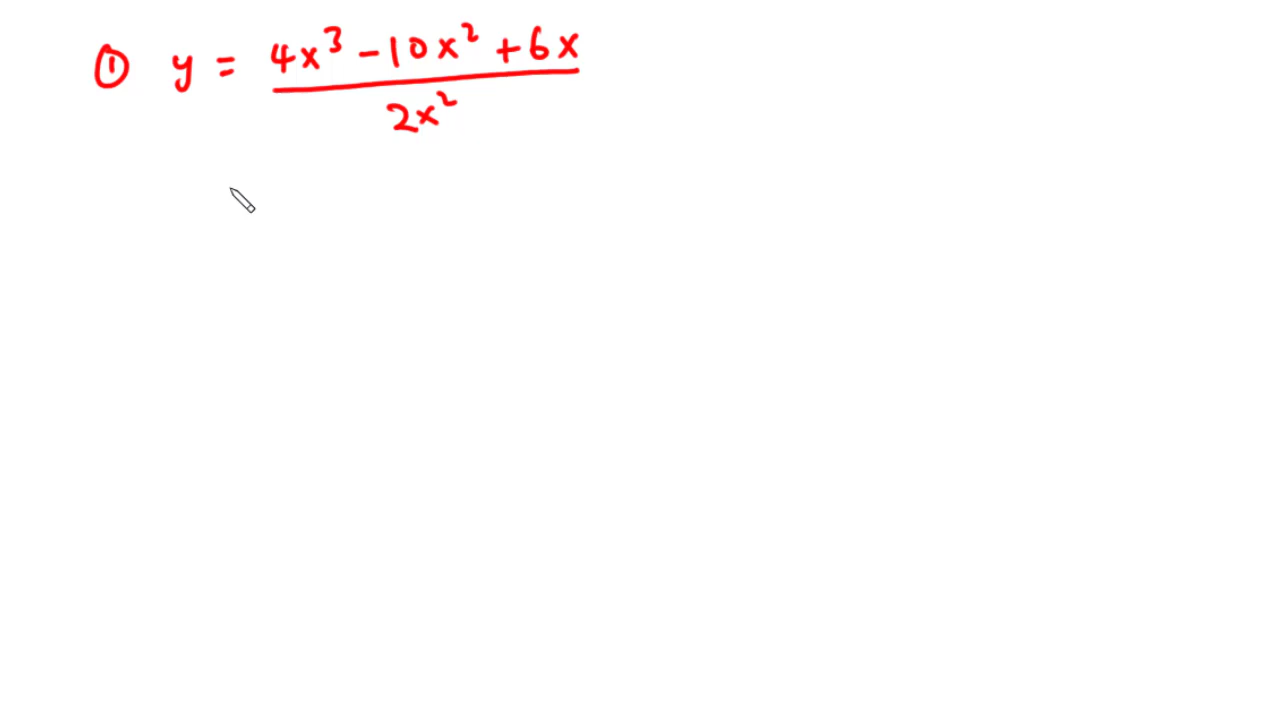 ① y = (4x³ - 10x² + 6x) / 2x²